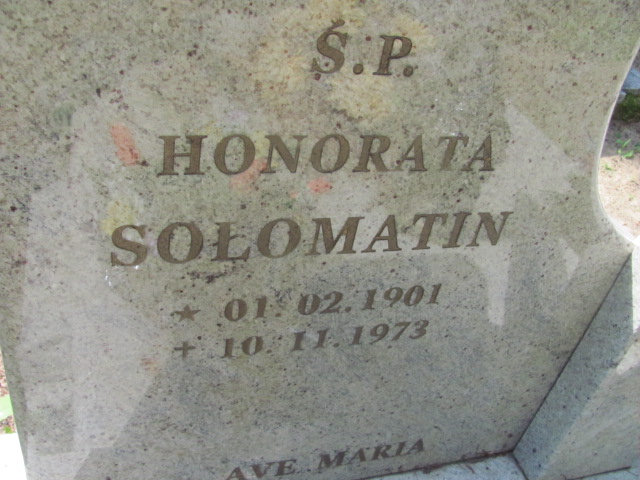 Ś.P.
HONORATA
SOŁOMATIN
★ 01.02.1901
+ 10.11.1973
AVE MARIA